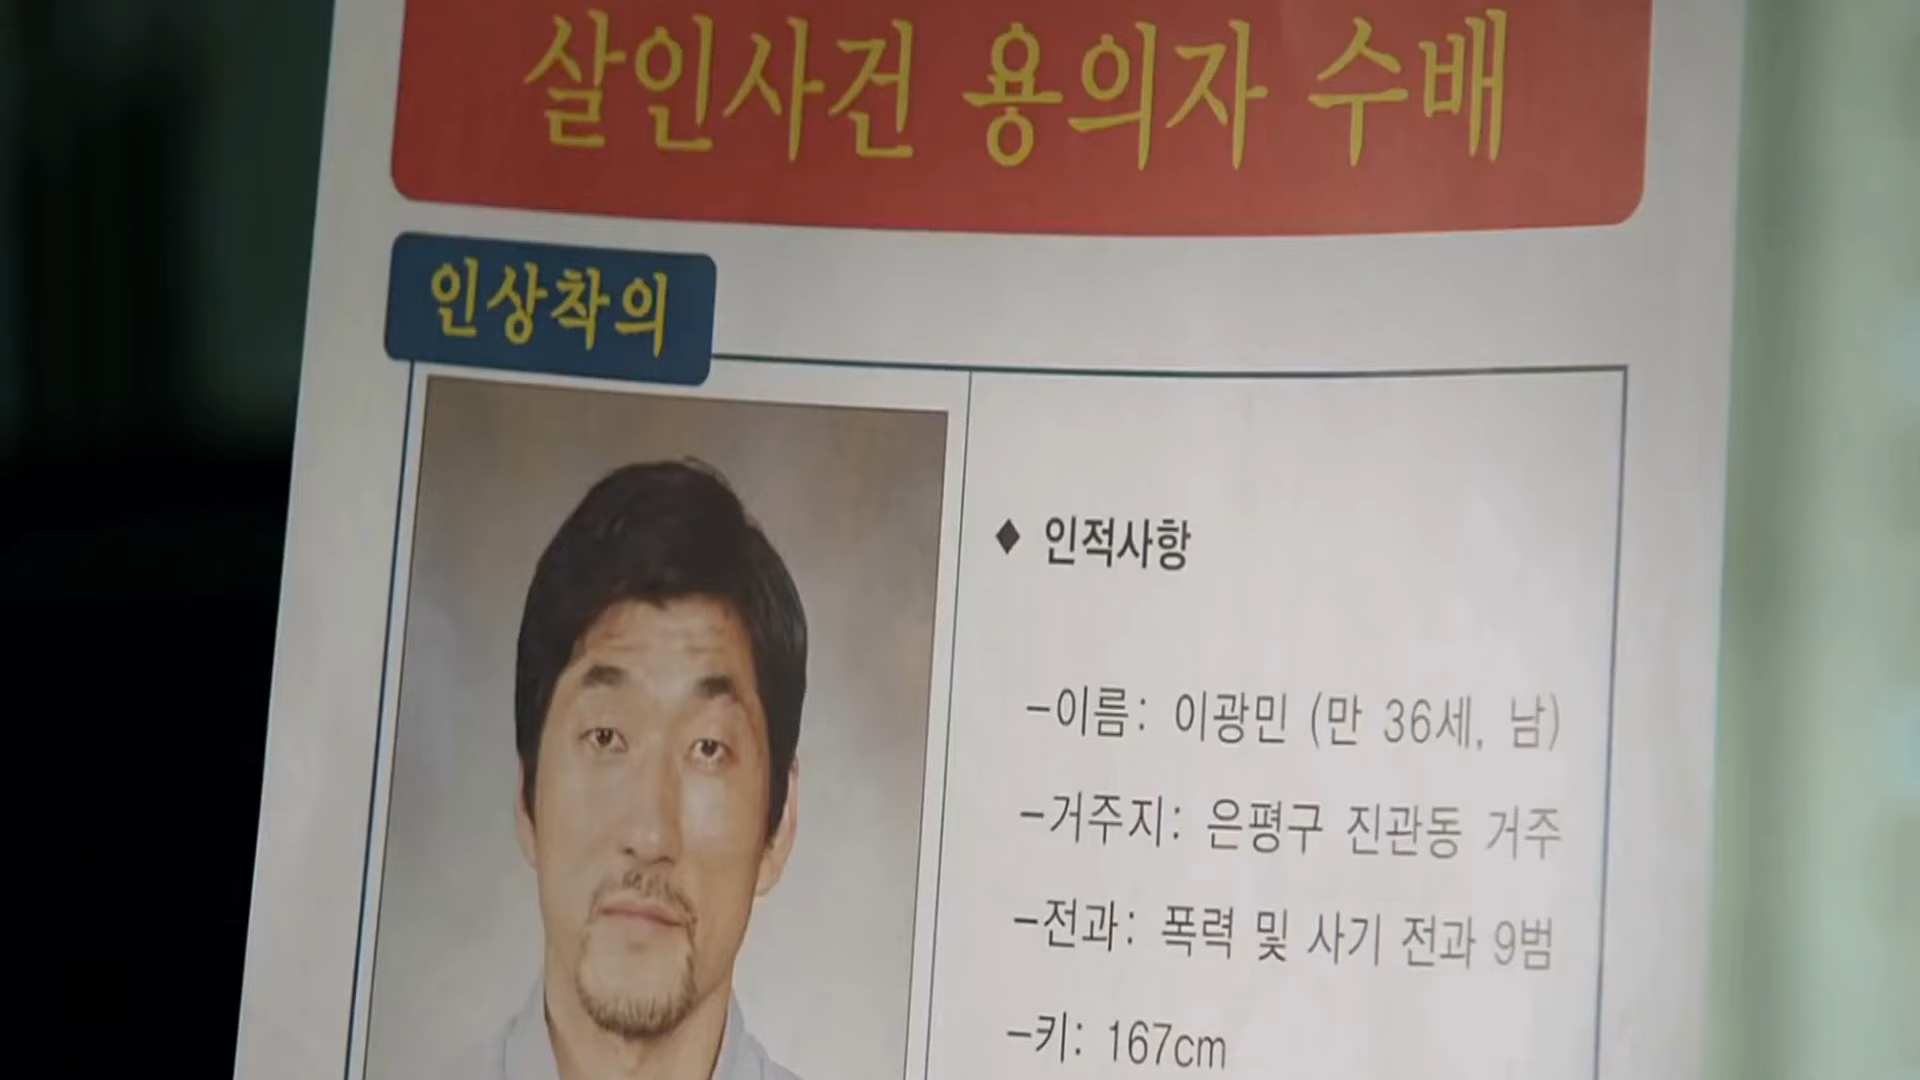 살인사건 용의자 수배
인상착의
◆ 인적사항
-이름: 이광민 (만 36세, 남)
-거주지: 은평구 진관동 거주
-전과: 폭력 및 사기 전과 9범
-키: 167cm